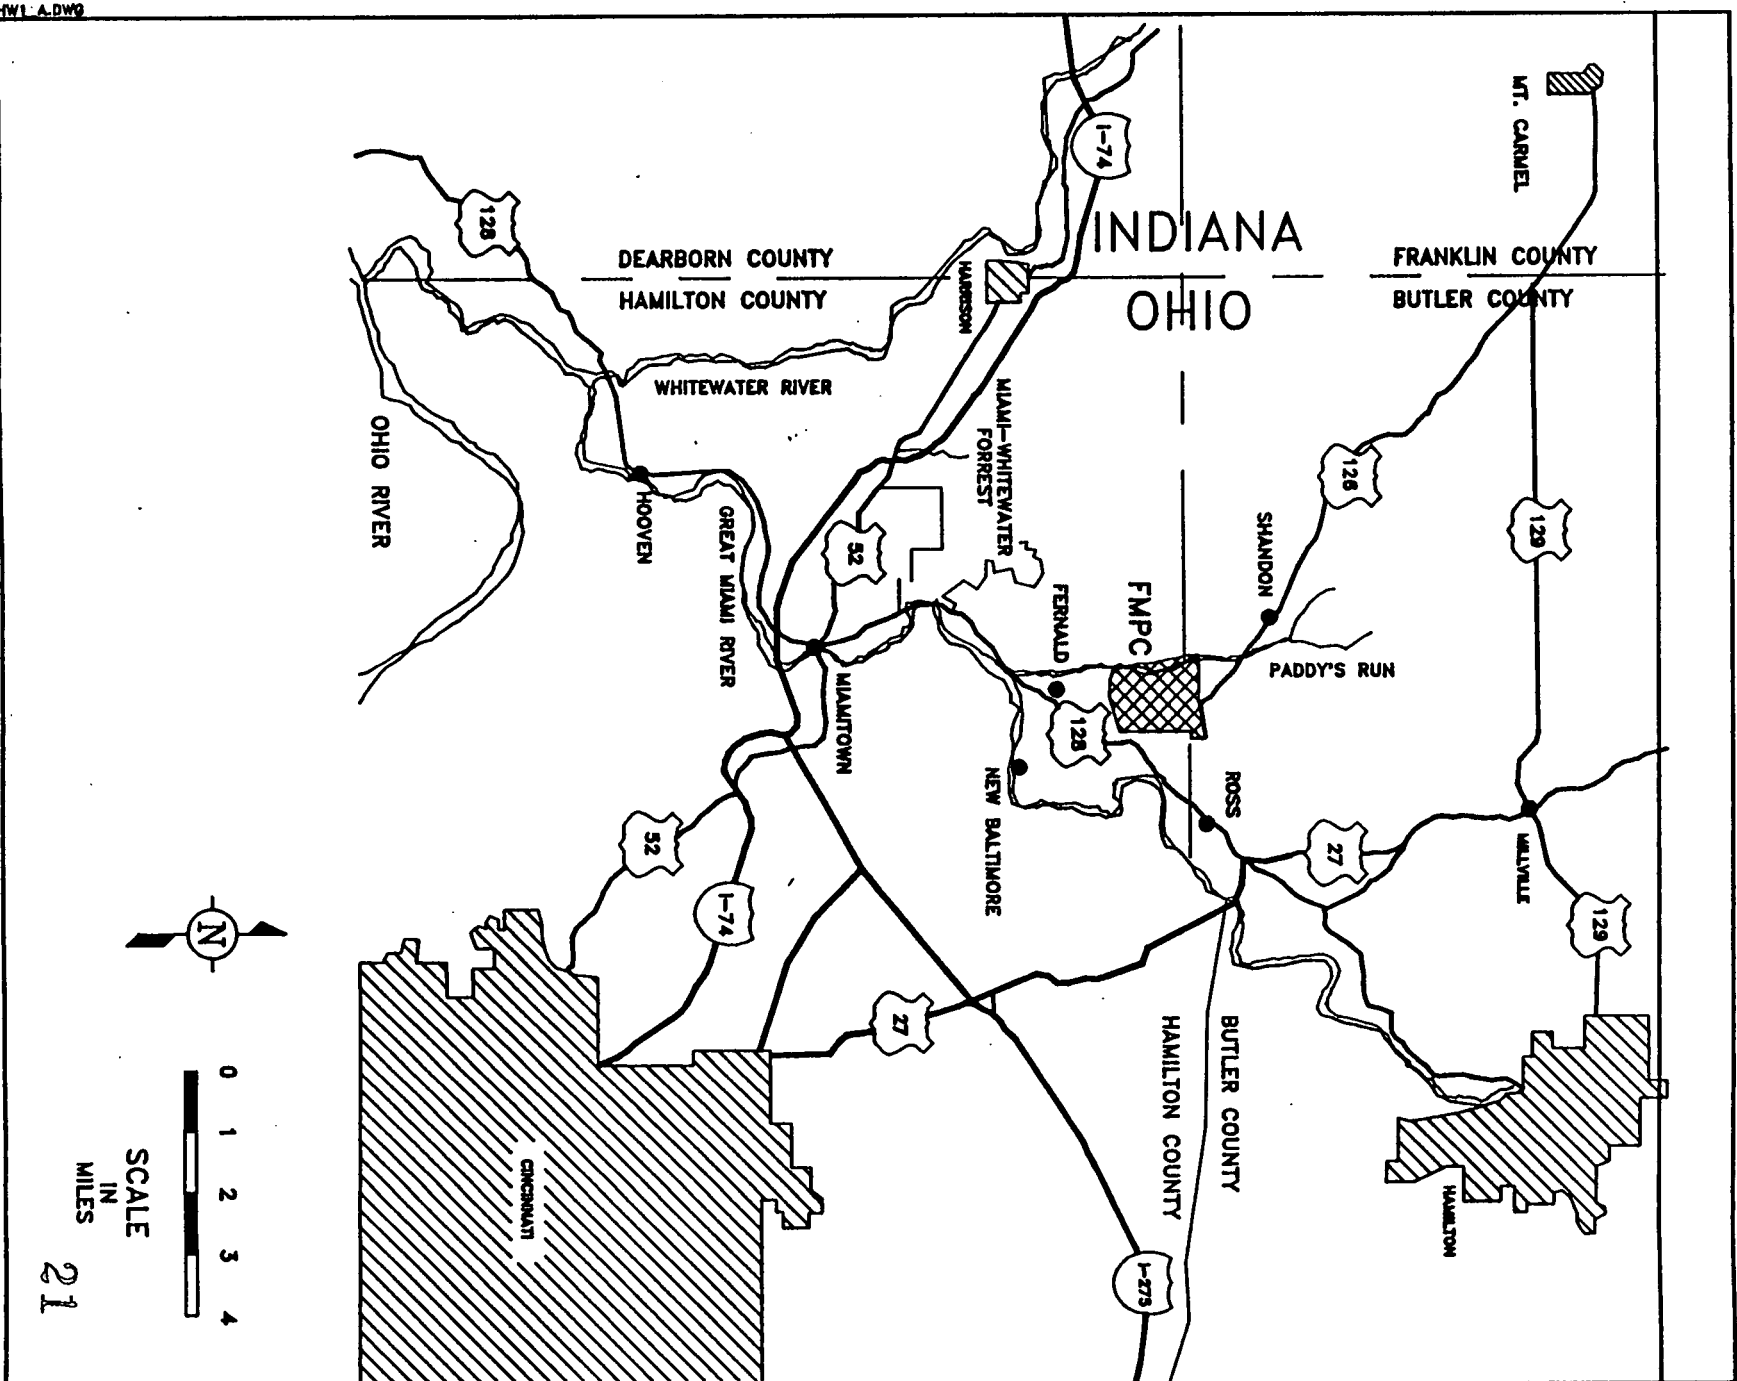 HW1_A.DWG
MT. CARMEL
I-74
INDIANA
OHIO
128
DEARBORN COUNTY
HAMILTON COUNTY
FRANKLIN COUNTY
BUTLER COUNTY
HARRISON
WHITEWATER RIVER
MIAMI-WHITEWATER
FORREST
OHIO RIVER
126
129
HOOVEN
GREAT MIAMI RIVER
52
SHANDON
FERNALD
FMPC
PADDY'S RUN
MIAMITOWN
128
NEW BALTIMORE
ROSS
27
MILLVILLE
129
52
I-74
N
27
BUTLER COUNTY
HAMILTON COUNTY
HAMILTON
CINCINNATI
I-275
0 1 2 3 4
SCALE
IN
MILES
21